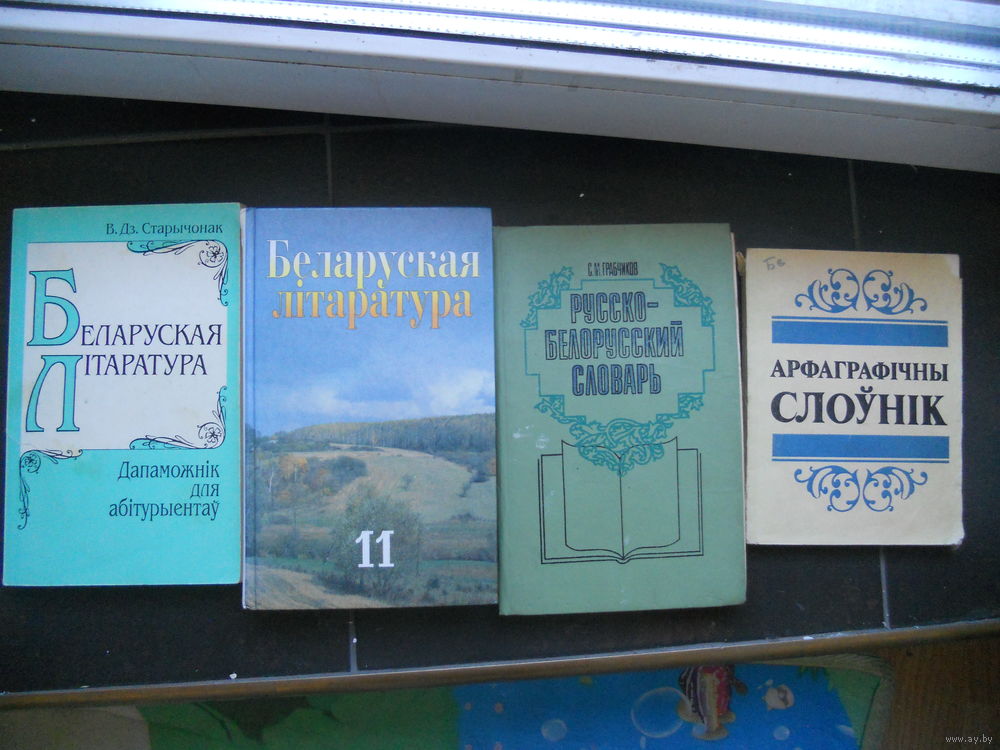 В. Дз. Старычонак
БЕЛАРУСКАЯ
ЛІТАРАТУРА
Дапаможнік
для
абітурыентаў
Беларуская
літаратура
11
С.М. ГРАБЧИКОВ
РУССКО-
БЕЛОРУССКИЙ
СЛОВАРЬ
Бв
АРФАГРАФІЧНЫ
СЛОЎНІК
www.ay.by